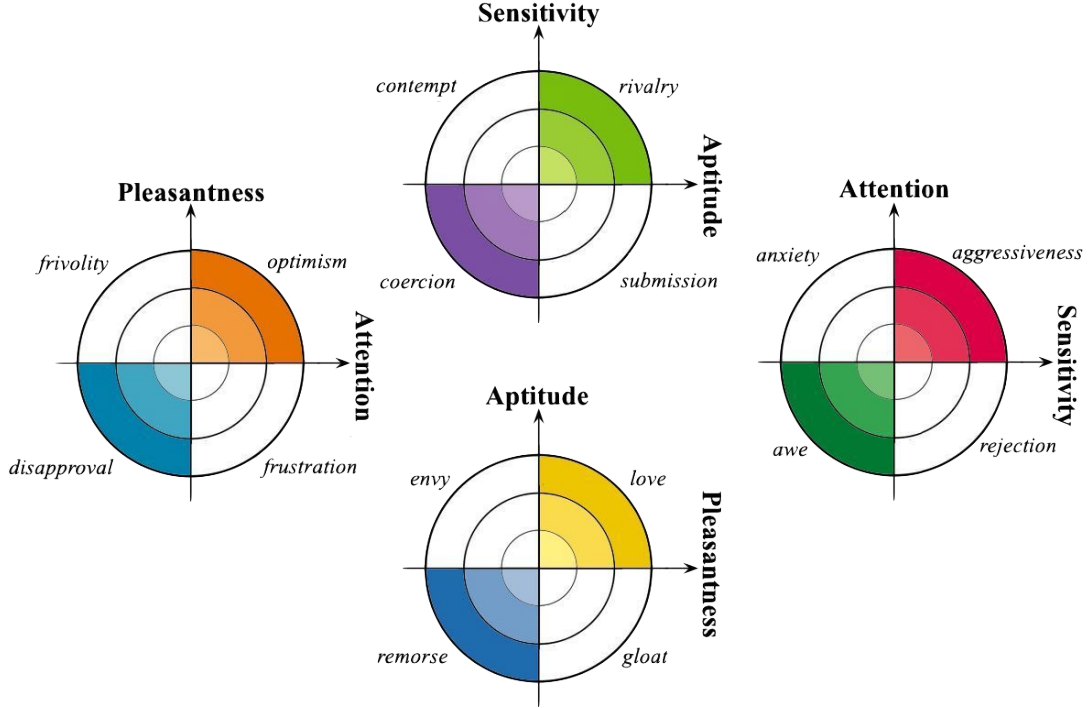 Sensitivity
contempt
rivalry
Aptitude
coercion
submission
Pleasantness
frivolity
optimism
Attention
disapproval
frustration
Attention
anxiety
aggressiveness
Sensitivity
awe
rejection
Aptitude
envy
love
Pleasantness
remorse
gloat